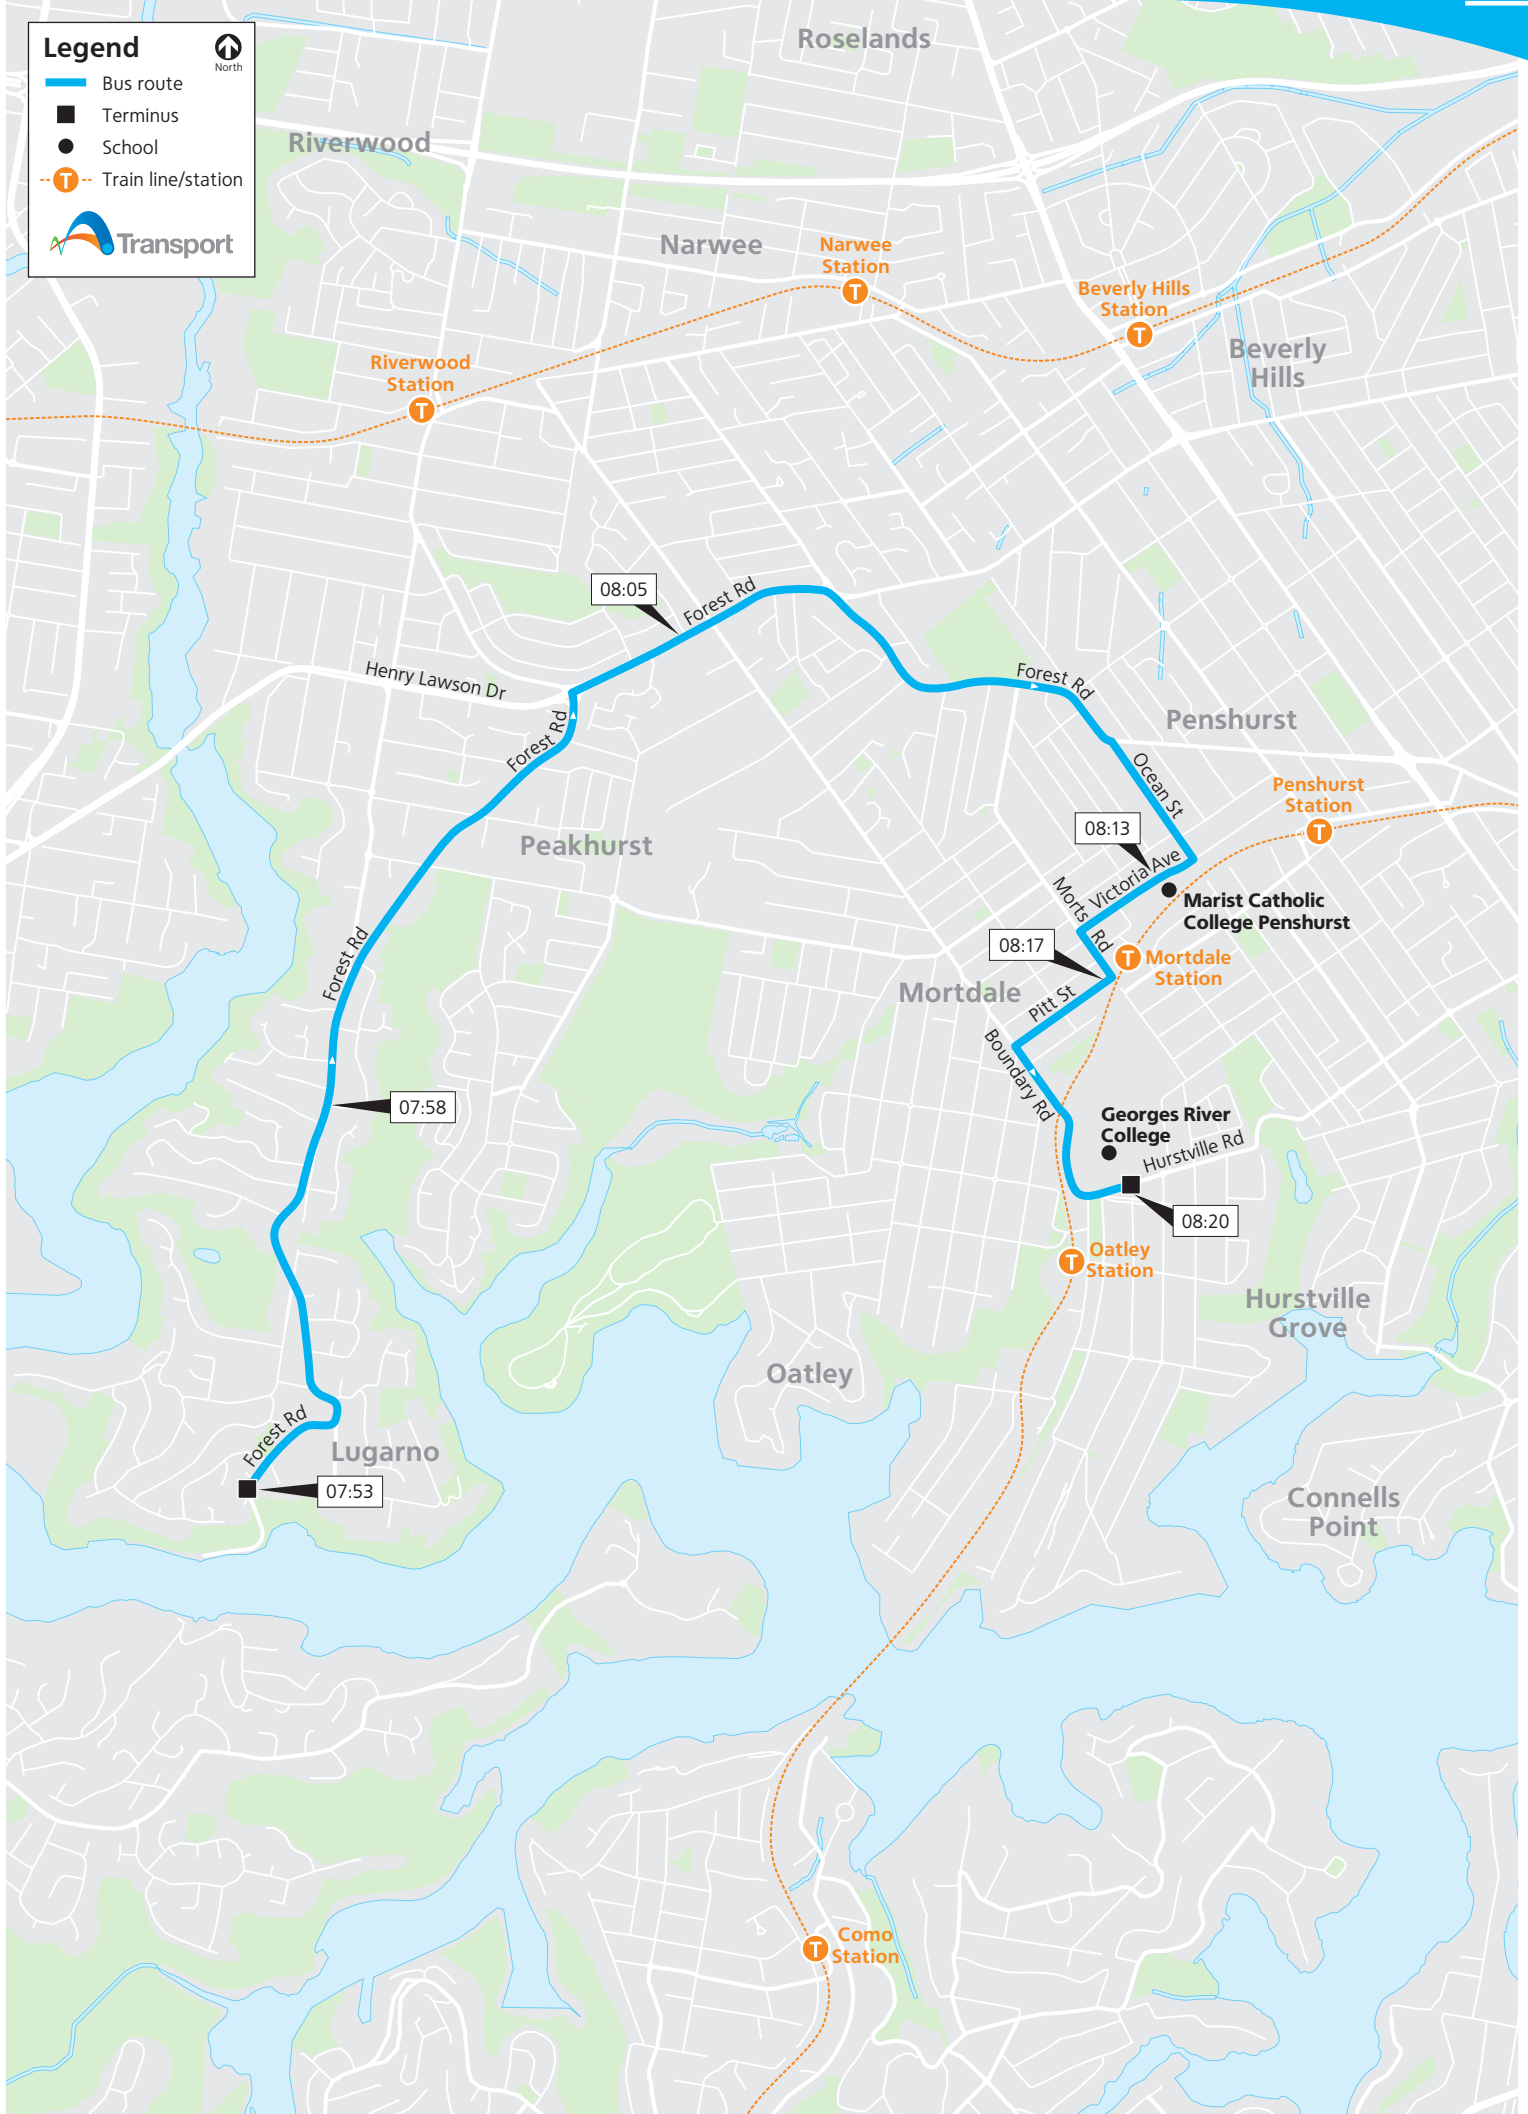 Legend
North
Bus route
Terminus
School
T Train line/station
Transport
Roselands
Riverwood
Narwee
Narwee
Station
T
Beverly Hills
Station
T
Beverly
Hills
Riverwood
Station
T
08:05
Forest Rd
Henry Lawson Dr
Forest Rd
Forest Rd
Penshurst
Ocean St
Penshurst
Station
T
08:13
Peakhurst
Victoria Ave
Morts Rd
Marist Catholic
College Penshurst
08:17
T Mortdale
Station
Mortdale
Forest Rd
Pitt St
Boundary Rd
07:58
Georges River
College
Hurstville Rd
08:20
T Oatley
Station
Hurstville
Grove
Oatley
Forest Rd
Lugarno
07:53
Connells
Point
T Como
Station